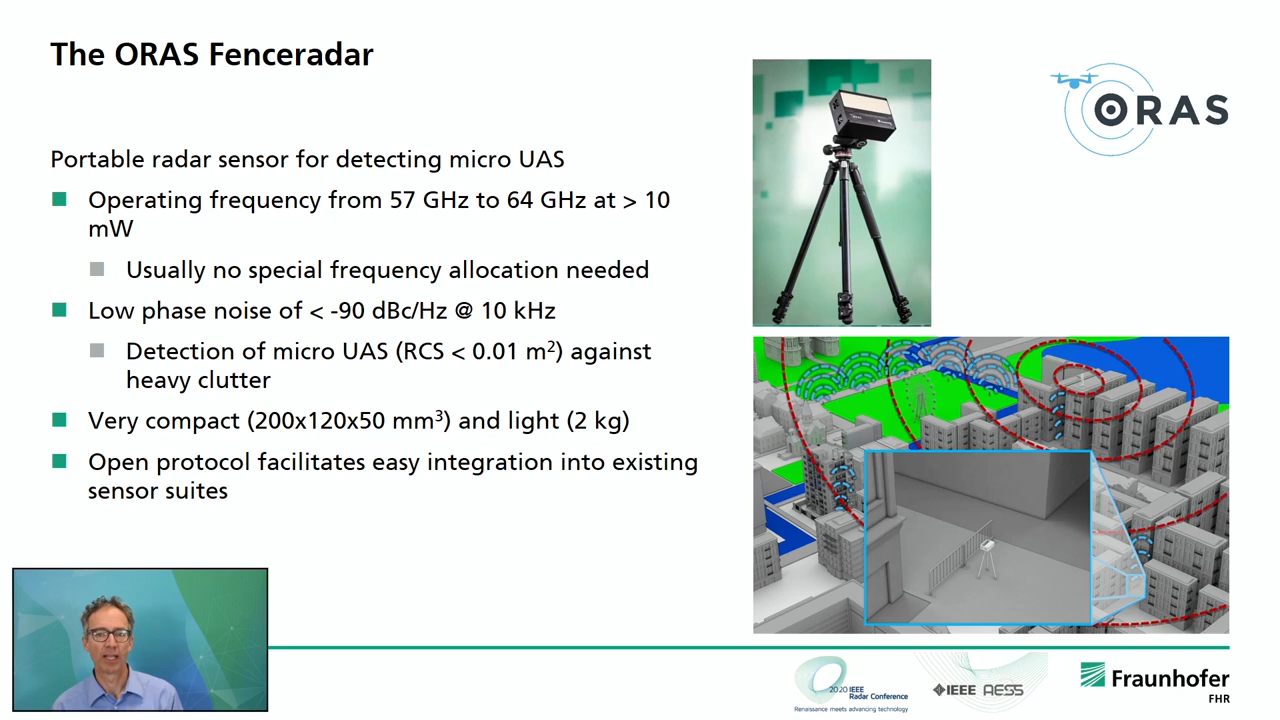 The ORAS Fenceradar
ORAS
Portable radar sensor for detecting micro UAS
Operating frequency from 57 GHz to 64 GHz at > 10
mW
Usually no special frequency allocation needed
Low phase noise of < -90 dBc/Hz @ 10 kHz
Detection of micro UAS (RCS < 0.01 m²) against
heavy clutter
Very compact (200x120x50 mm³) and light (2 kg)
Open protocol facilitates easy integration into existing
sensor suites
2020 IEEE
Radar Conference
Renaissance meets advancing technology
IEEE AESS
Fraunhofer
FHR